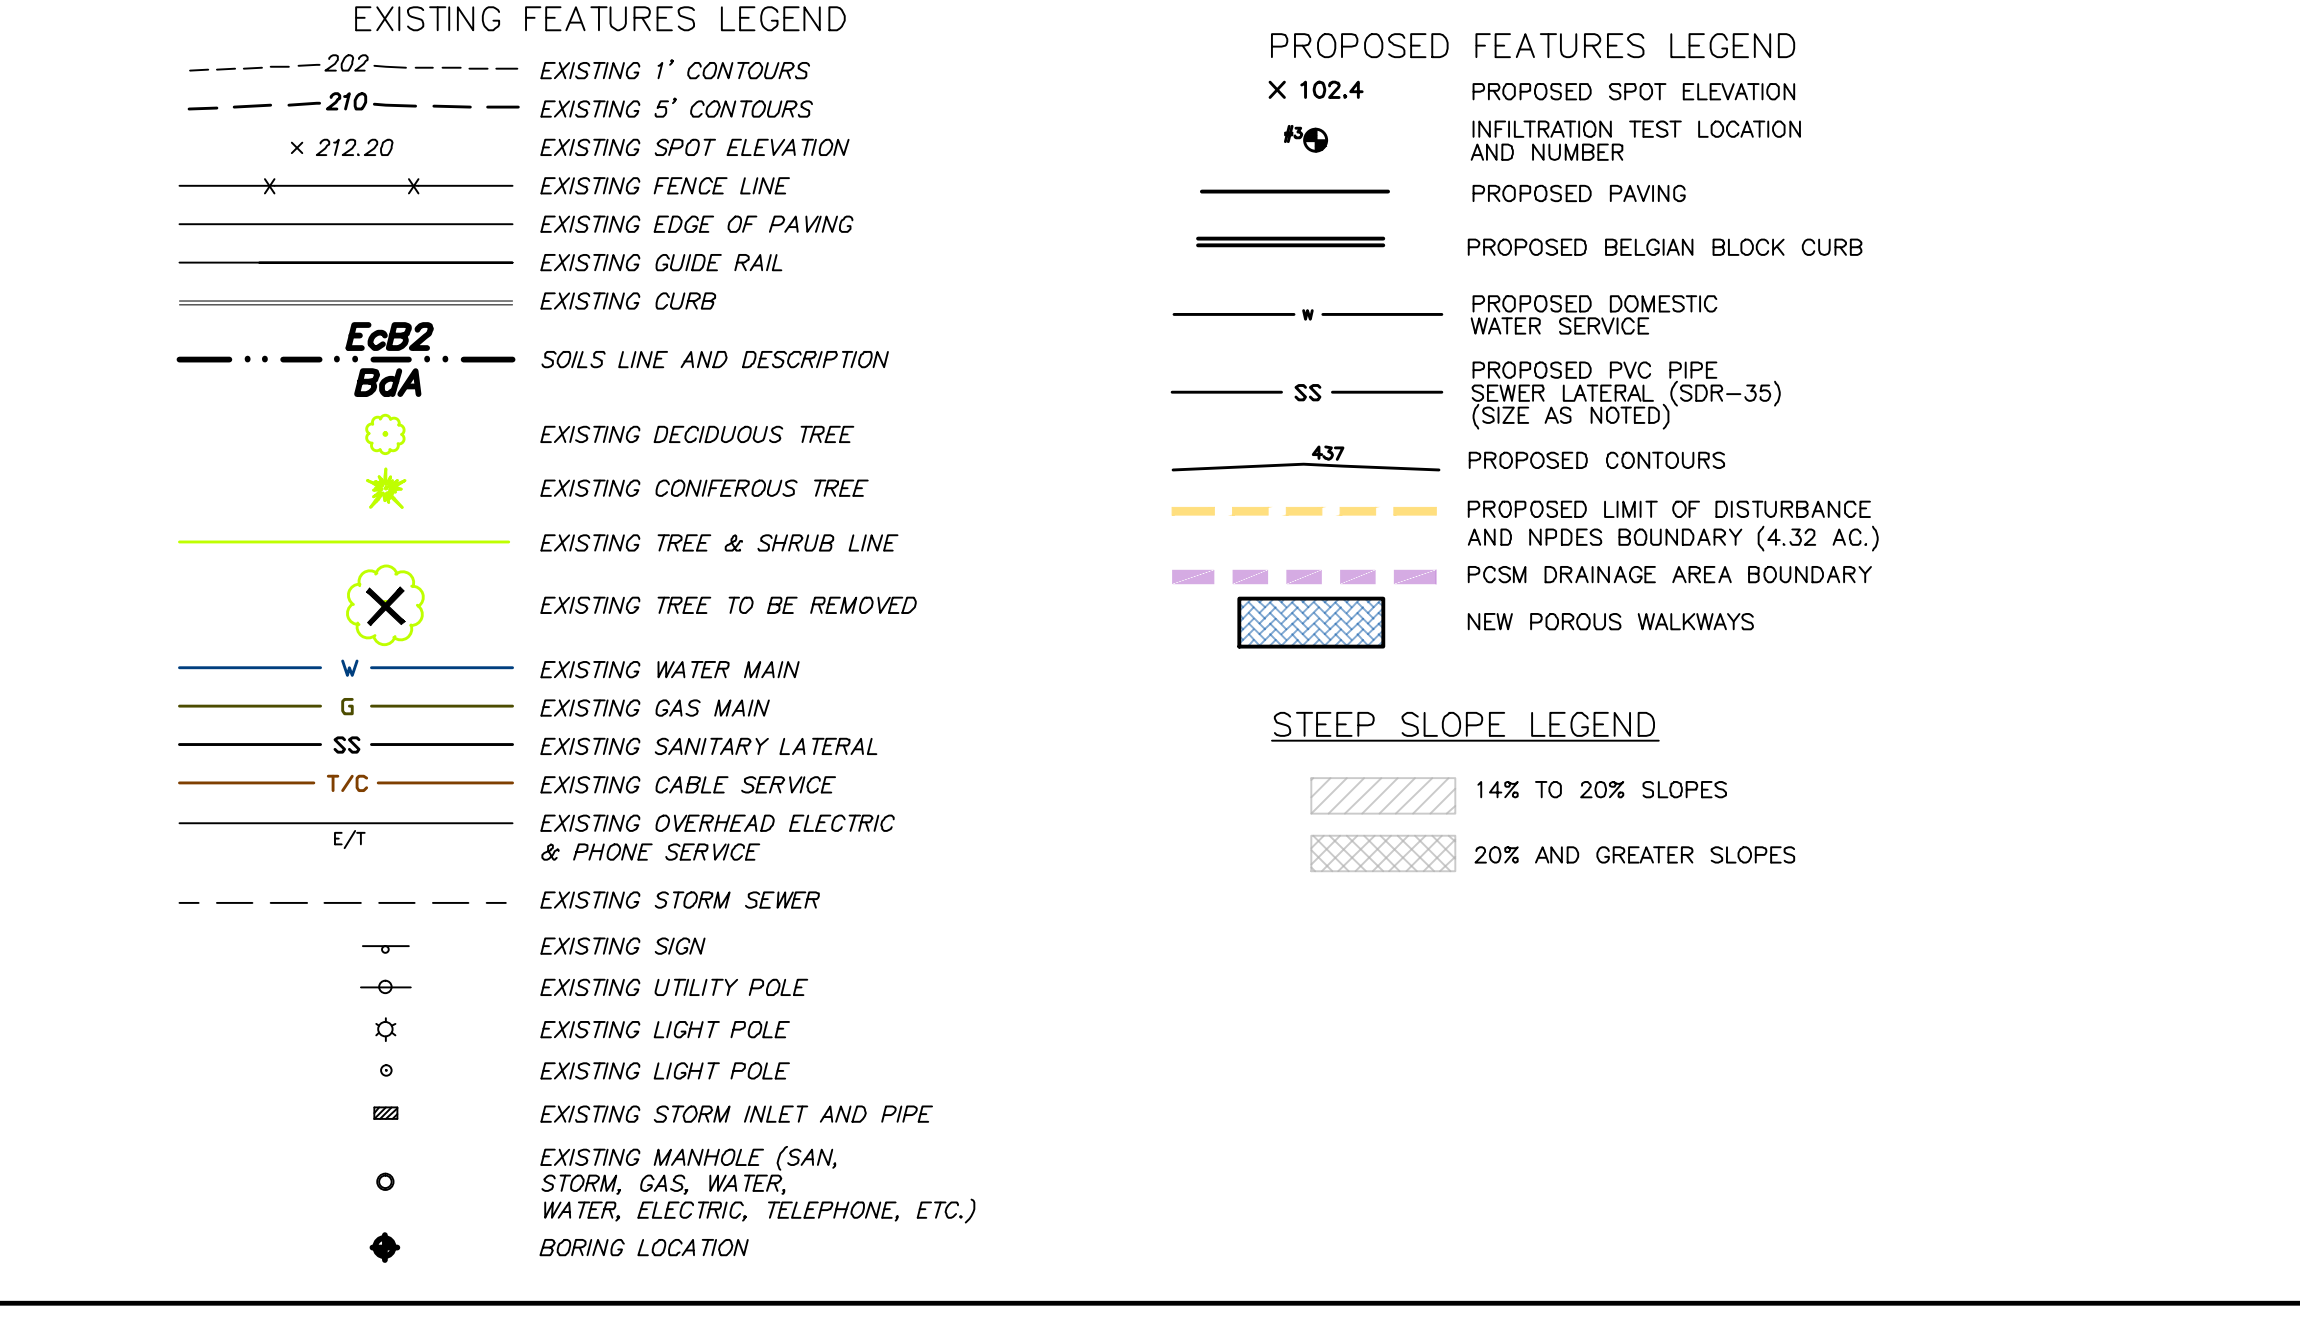 EXISTING FEATURES LEGEND
202 EXISTING 1' CONTOURS
210 EXISTING 5' CONTOURS
× 212.20 EXISTING SPOT ELEVATION
EXISTING FENCE LINE
EXISTING EDGE OF PAVING
EXISTING GUIDE RAIL
EXISTING CURB
EcB2
SOILS LINE AND DESCRIPTION
BdA
EXISTING DECIDUOUS TREE
EXISTING CONIFEROUS TREE
EXISTING TREE & SHRUB LINE
EXISTING TREE TO BE REMOVED
W EXISTING WATER MAIN
G EXISTING GAS MAIN
SS EXISTING SANITARY LATERAL
T/C EXISTING CABLE SERVICE
EXISTING OVERHEAD ELECTRIC
E/T & PHONE SERVICE
EXISTING STORM SEWER
EXISTING SIGN
EXISTING UTILITY POLE
EXISTING LIGHT POLE
EXISTING LIGHT POLE
EXISTING STORM INLET AND PIPE
EXISTING MANHOLE (SAN,
STORM, GAS, WATER,
WATER, ELECTRIC, TELEPHONE, ETC.)
BORING LOCATION
PROPOSED FEATURES LEGEND
× 102.4 PROPOSED SPOT ELEVATION
#3 INFILTRATION TEST LOCATION
AND NUMBER
PROPOSED PAVING
PROPOSED BELGIAN BLOCK CURB
W PROPOSED DOMESTIC
WATER SERVICE
PROPOSED PVC PIPE
SS SEWER LATERAL (SDR-35)
(SIZE AS NOTED)
437 PROPOSED CONTOURS
PROPOSED LIMIT OF DISTURBANCE
AND NPDES BOUNDARY (4.32 AC.)
PCSM DRAINAGE AREA BOUNDARY
NEW POROUS WALKWAYS
STEEP SLOPE LEGEND
14% TO 20% SLOPES
20% AND GREATER SLOPES